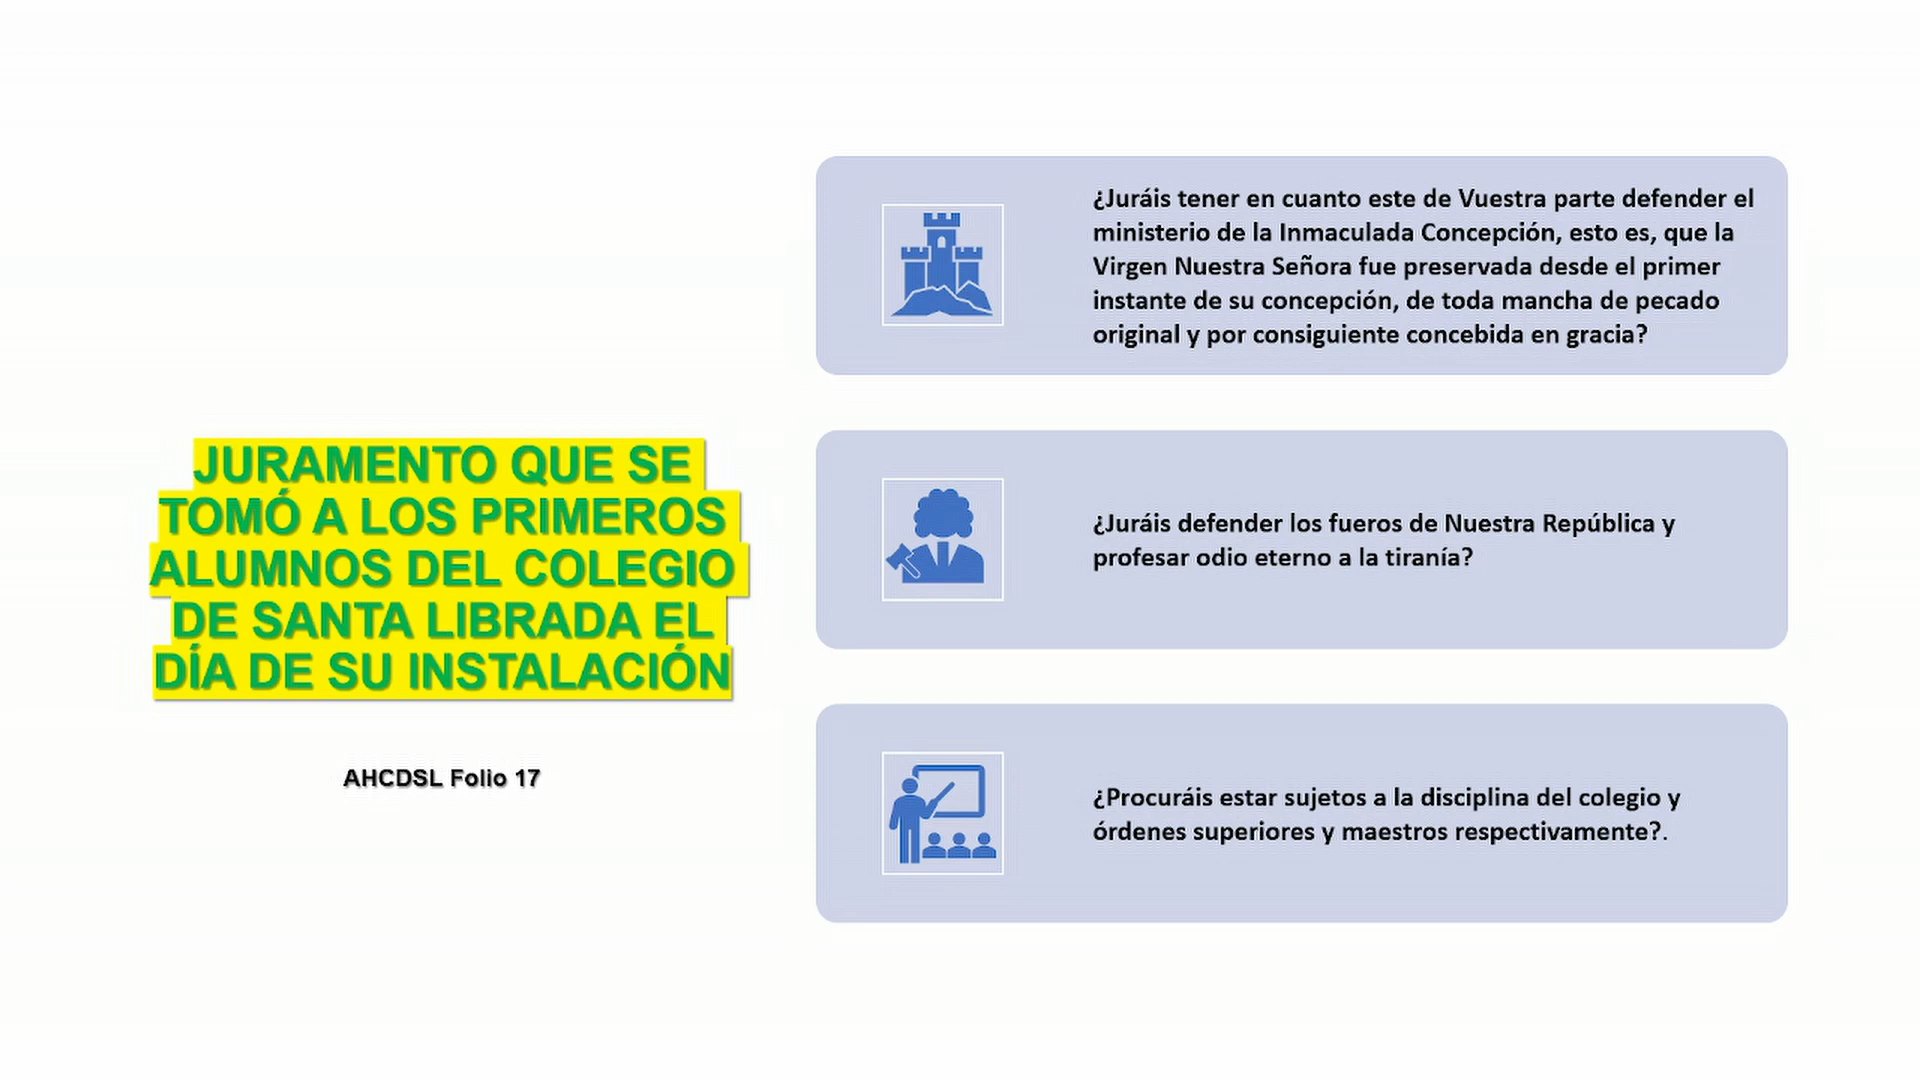 JURAMENTO QUE SE
TOMÓ A LOS PRIMEROS
ALUMNOS DEL COLEGIO
DE SANTA LIBRADA EL
DÍA DE SU INSTALACIÓN
AHCDSL Folio 17
¿Juráis tener en cuanto este de Vuestra parte defender el
ministerio de la Inmaculada Concepción, esto es, que la
Virgen Nuestra Señora fue preservada desde el primer
instante de su concepción, de toda mancha de pecado
original y por consiguiente concebida en gracia?
¿Juráis defender los fueros de Nuestra República y
profesar odio eterno a la tiranía?
¿Procuráis estar sujetos a la disciplina del colegio y
órdenes superiores y maestros respectivamente?.